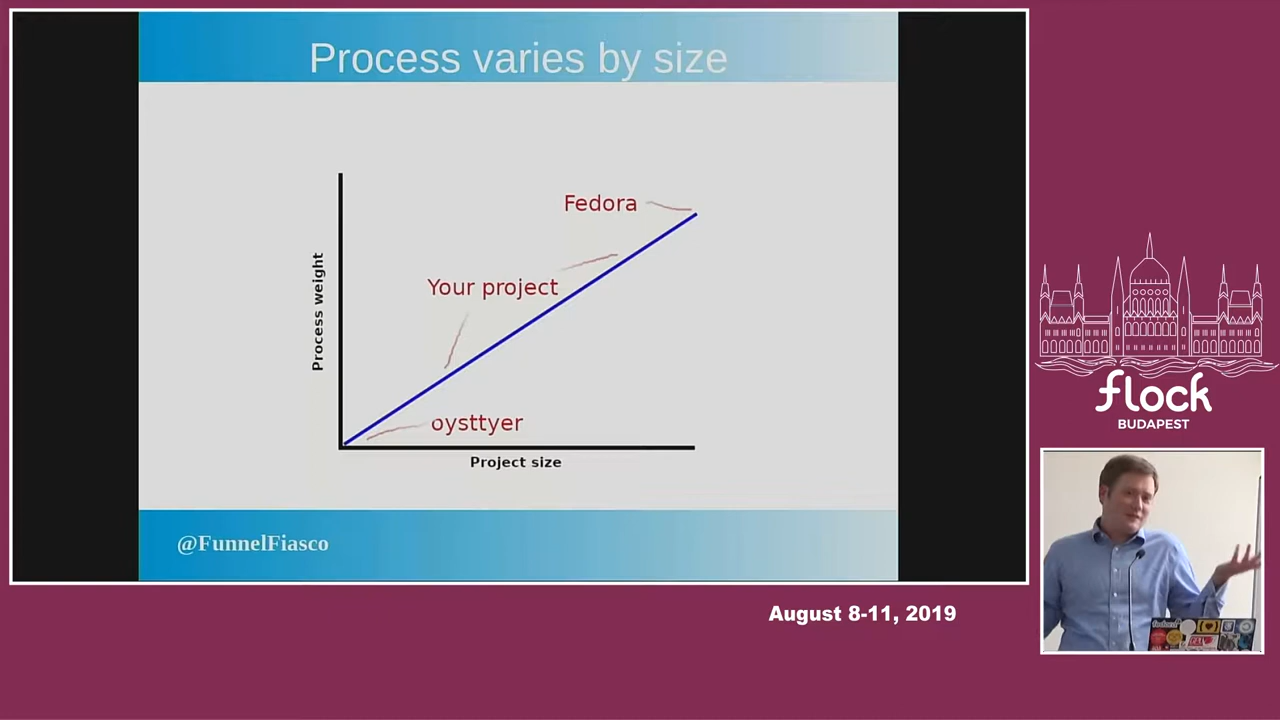 Process varies by size
Fedora
Your project
oysttyer
Process weight
Project size
@FunnelFiasco
flock
BUDAPEST
August 8-11, 2019